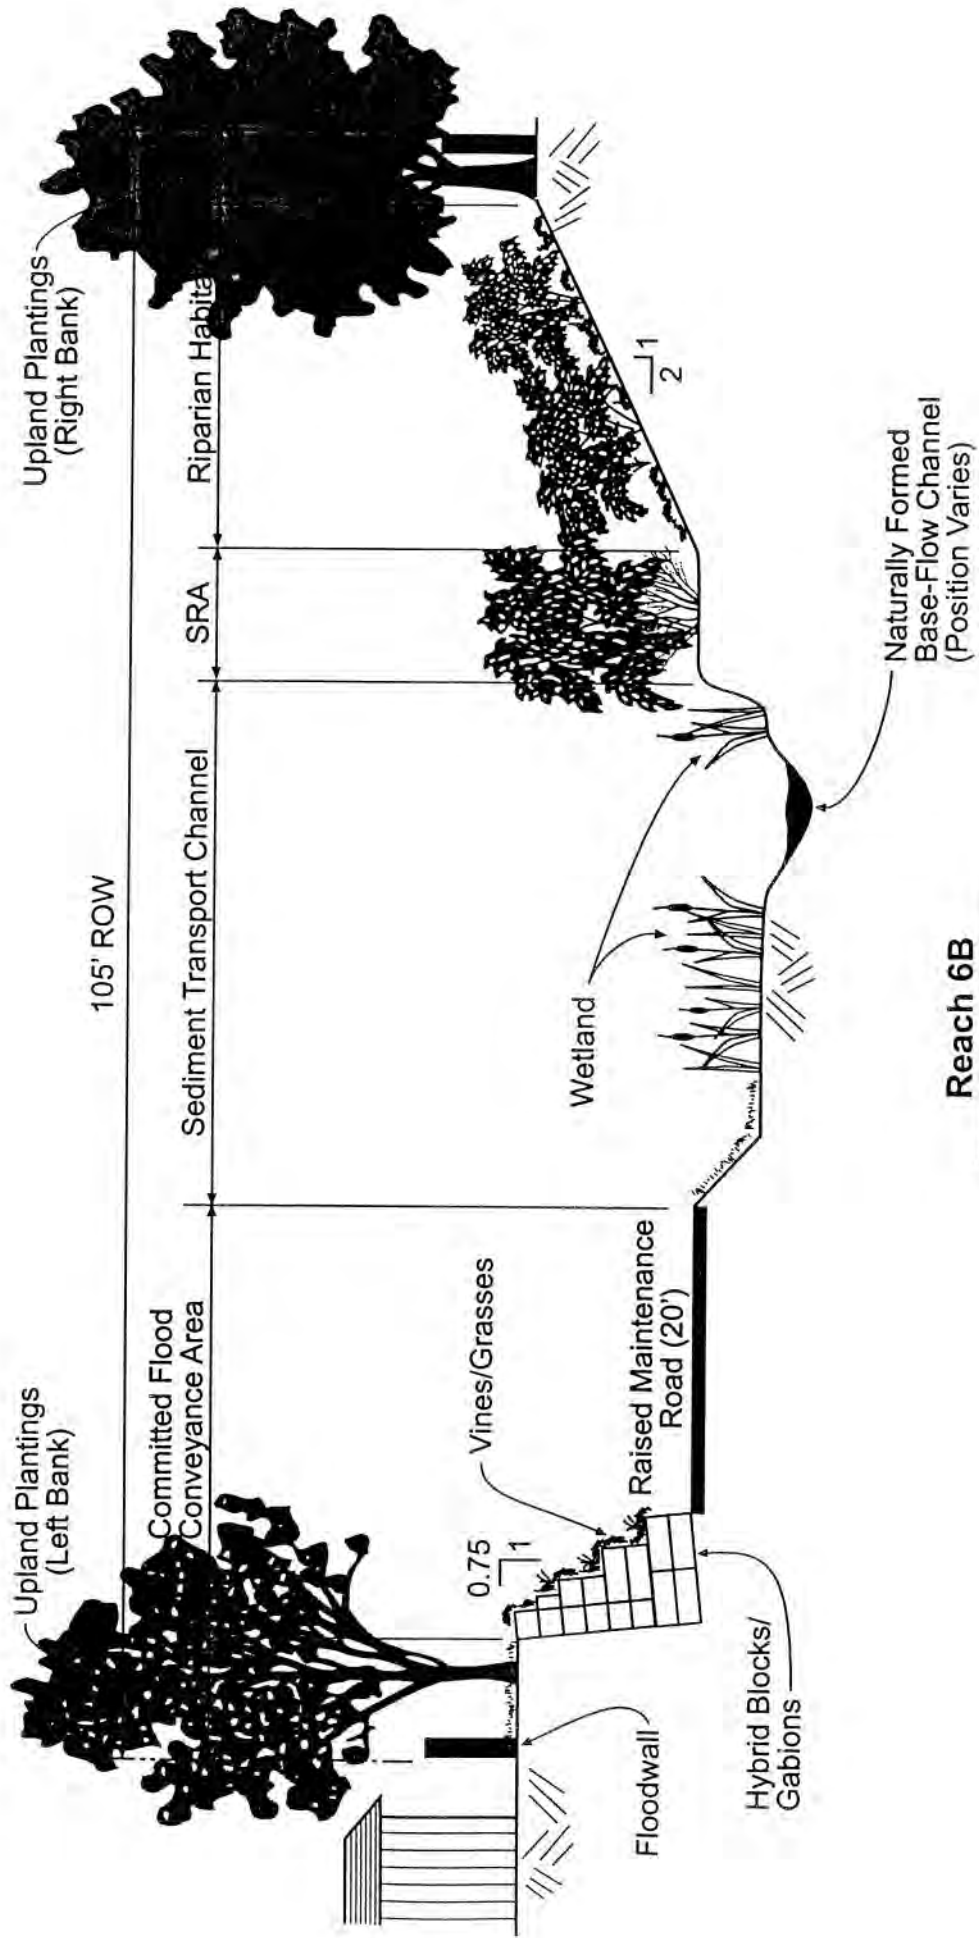 Upland Plantings
(Left Bank)
105' ROW
Upland Plantings
(Right Bank)
Committed Flood
Conveyance Area
Sediment Transport Channel
SRA
Riparian Habita
0.75
1
Vines/Grasses
Wetland
1
2
Raised Maintenance
Road (20')
Floodwall
Hybrid Blocks/
Gabions
Naturally Formed
Base-Flow Channel
(Position Varies)
Reach 6B